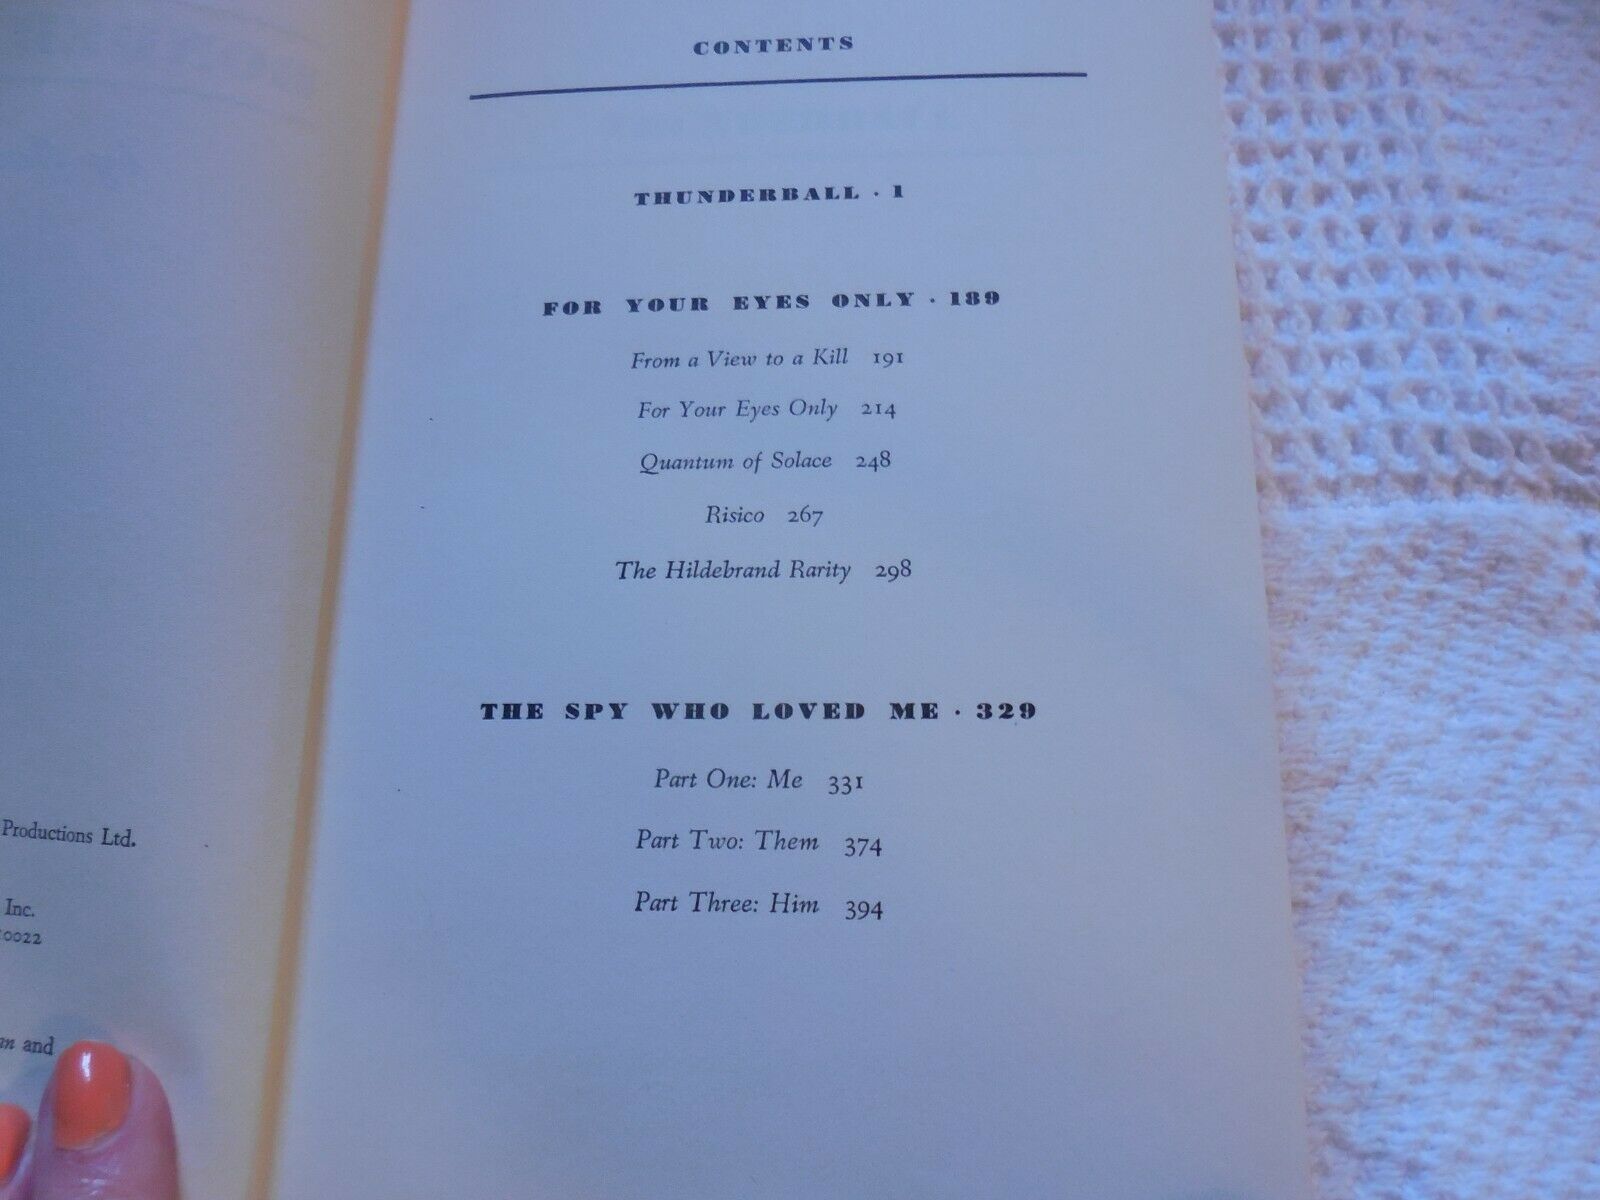 Productions Ltd.
Inc.
and
CONTENTS
THUNDERBALL · 1
FOR YOUR EYES ONLY · 189
From a View to a Kill 191
For Your Eyes Only 214
Quantum of Solace 248
Risico 267
The Hildebrand Rarity 298
THE SPY WHO LOVED ME · 329
Part One: Me 331
Part Two: Them 374
Part Three: Him 394